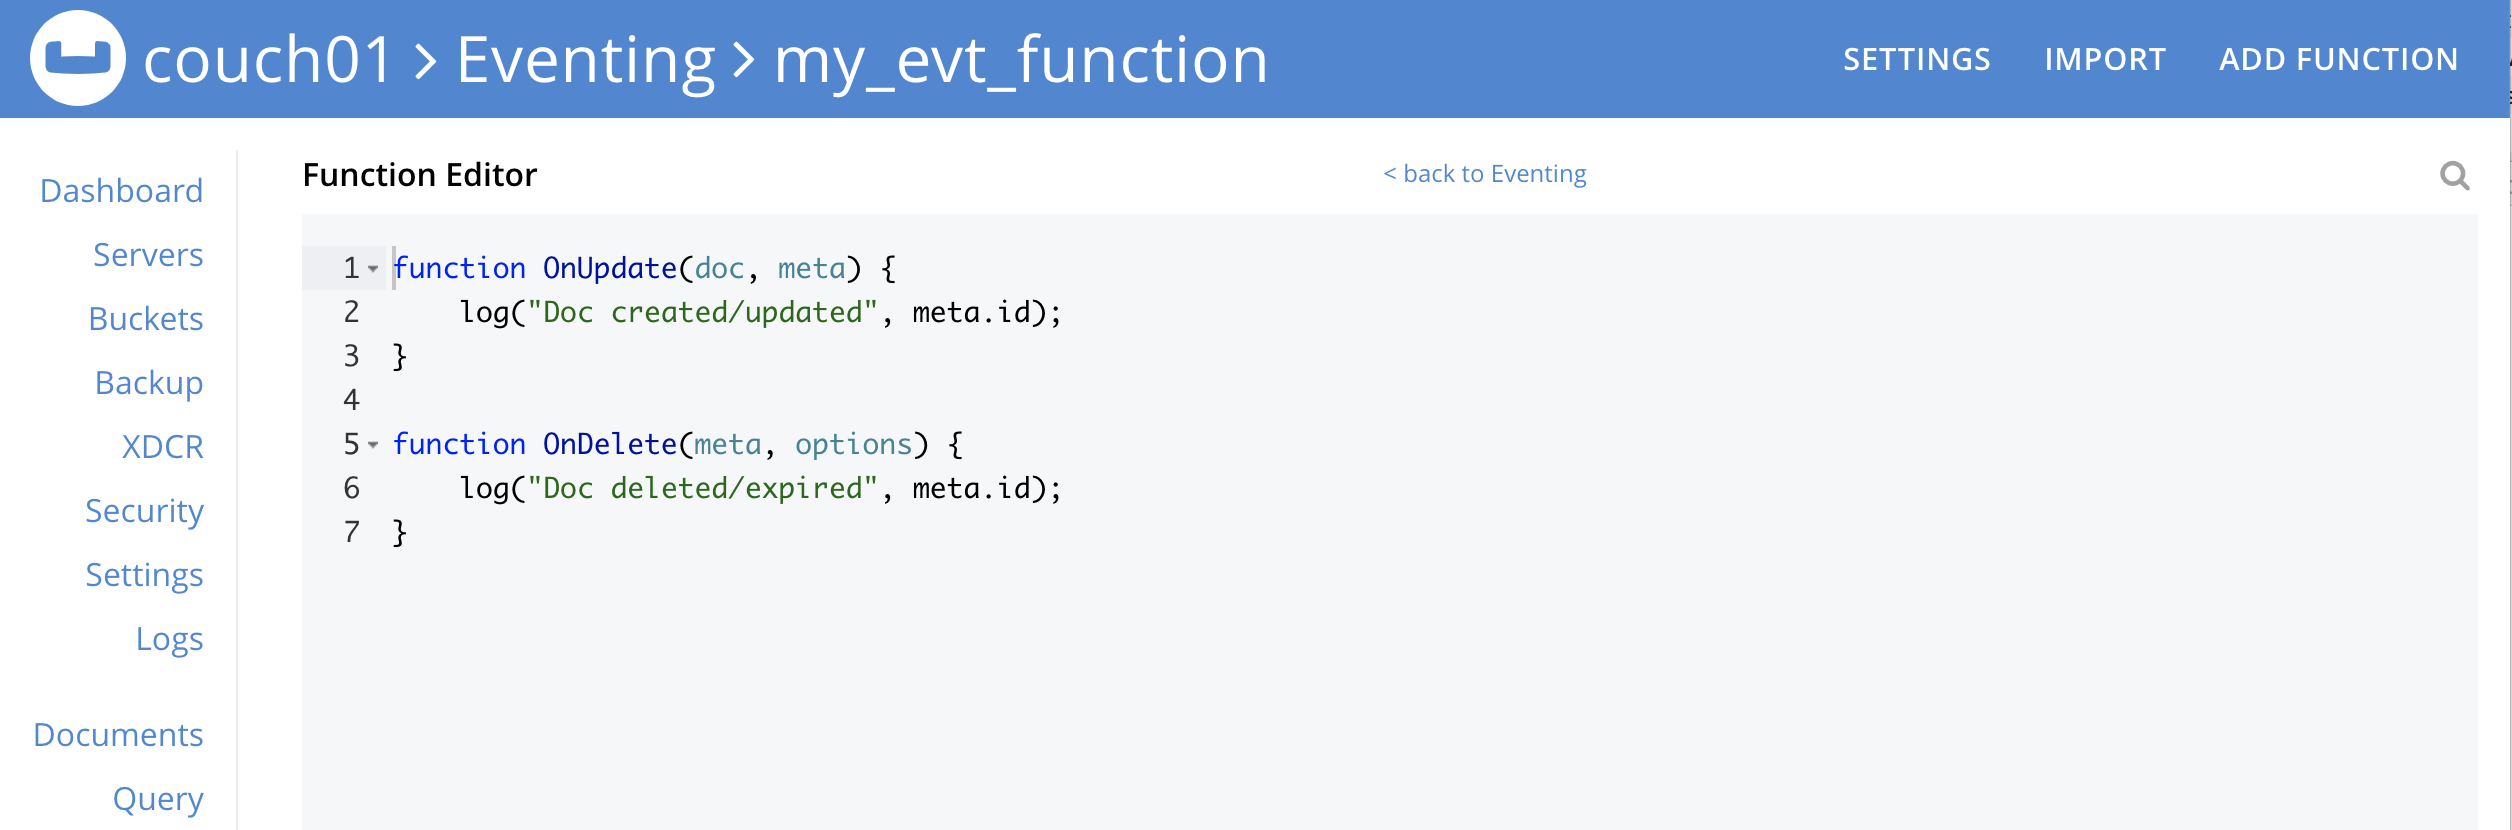 couch01 > Eventing > my_evt_function
SETTINGS IMPORT ADD FUNCTION
Dashboard
Servers
Buckets
Backup
XDCR
Security
Settings
Logs
Documents
Query
Function Editor
< back to Eventing
1 function OnUpdate(doc, meta) {
2     log("Doc created/updated", meta.id);
3 }
4
5 function OnDelete(meta, options) {
6     log("Doc deleted/expired", meta.id);
7 }